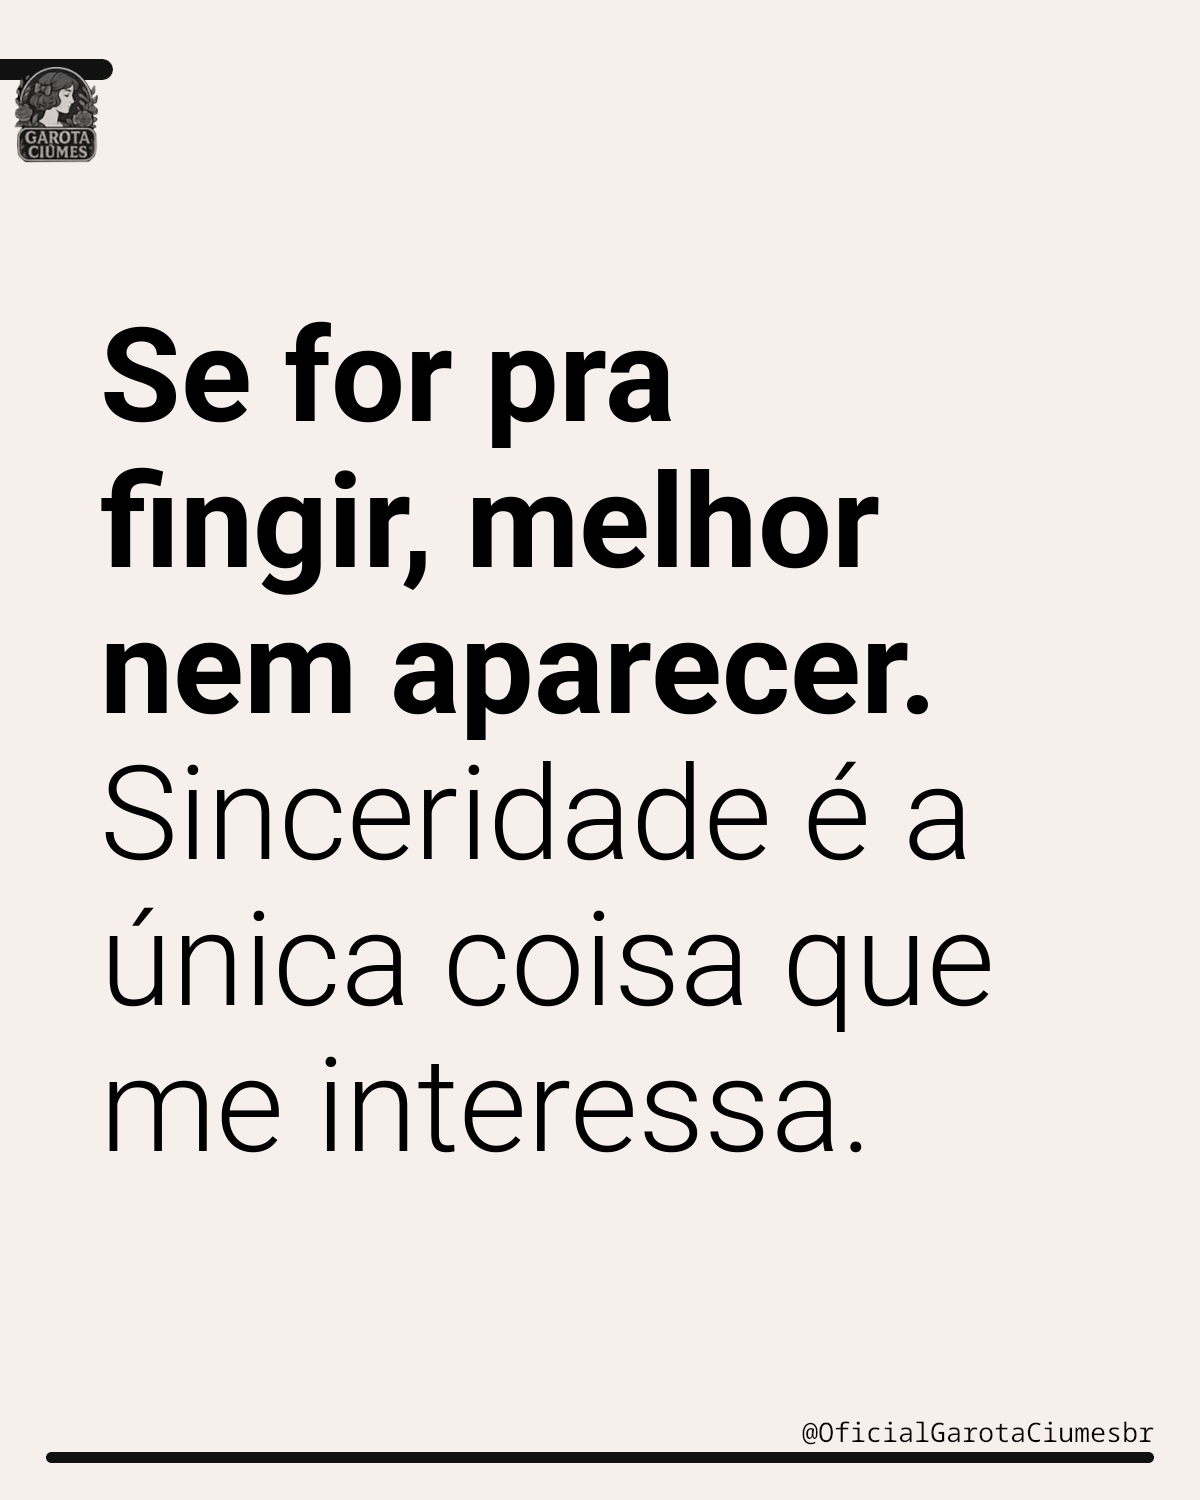 GAROTA
CIÚMES
Se for pra
fingir, melhor
nem aparecer.
Sinceridade é a
única coisa que
me interessa.
@OficialGarotaCiumesbr